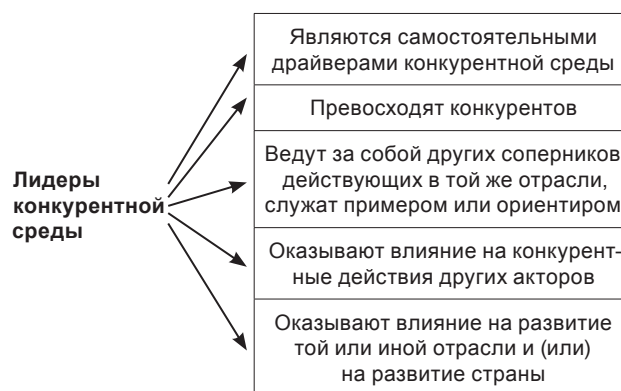 Лидеры
конкурентной
среды
Являются самостоятельными
драйверами конкурентной среды
Превосходят конкурентов
Ведут за собой других соперников,
действующих в той же отрасли,
служат примером или ориентиром
Оказывают влияние на конкурент-
ные действия других акторов
Оказывают влияние на развитие
той или иной отрасли и (или)
на развитие страны